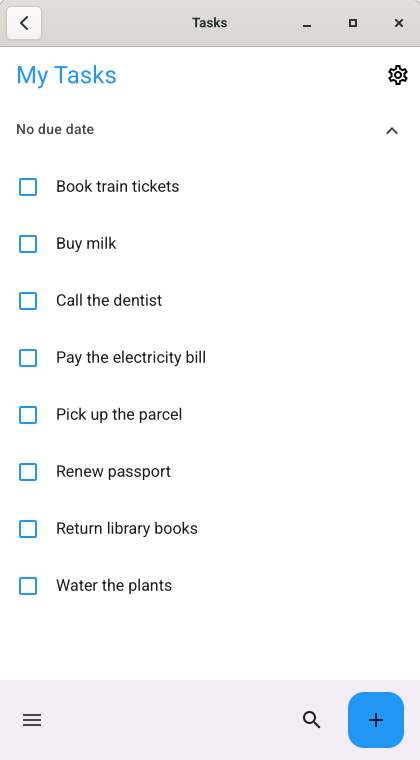 Tasks
My Tasks
No due date
Book train tickets
Buy milk
Call the dentist
Pay the electricity bill
Pick up the parcel
Renew passport
Return library books
Water the plants